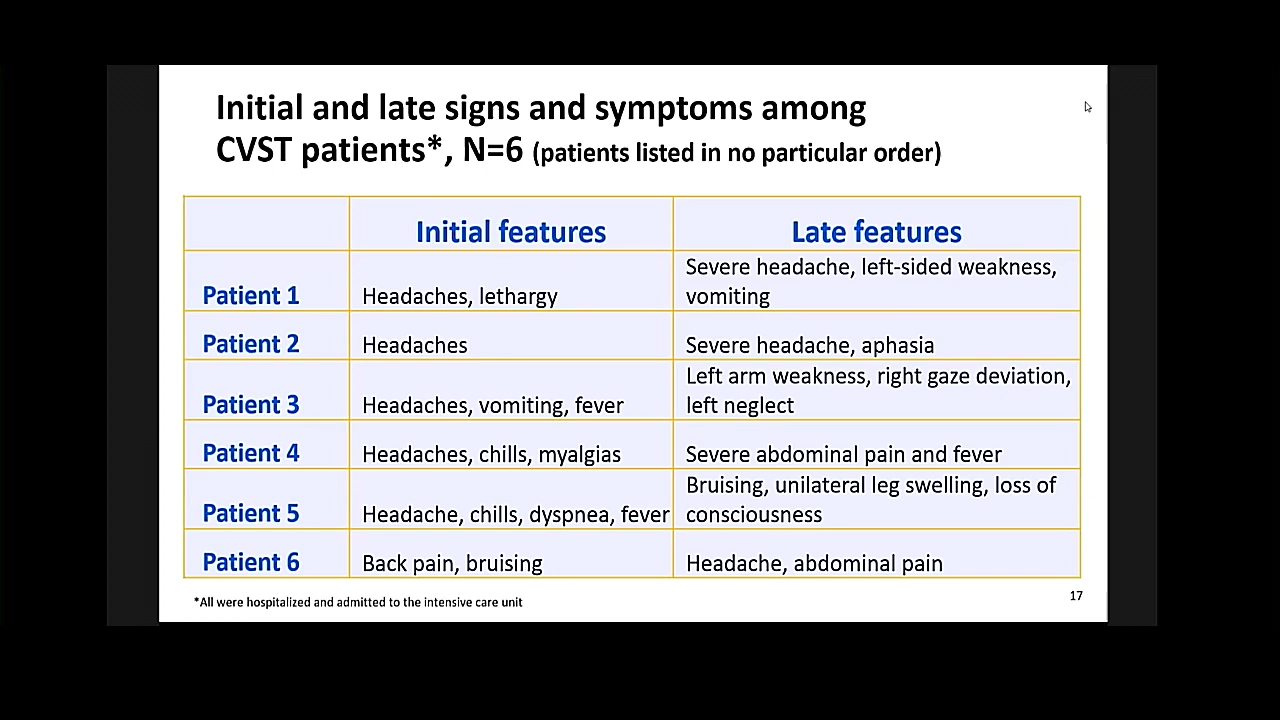 Initial and late signs and symptoms among
CVST patients*, N=6 (patients listed in no particular order)
Initial features
Late features
Patient 1
Headaches, lethargy
Severe headache, left-sided weakness,
vomiting
Patient 2
Headaches
Severe headache, aphasia
Patient 3
Headaches, vomiting, fever
Left arm weakness, right gaze deviation,
left neglect
Patient 4
Headaches, chills, myalgias
Severe abdominal pain and fever
Patient 5
Headache, chills, dyspnea, fever
Bruising, unilateral leg swelling, loss of
consciousness
Patient 6
Back pain, bruising
Headache, abdominal pain
*All were hospitalized and admitted to the intensive care unit
17